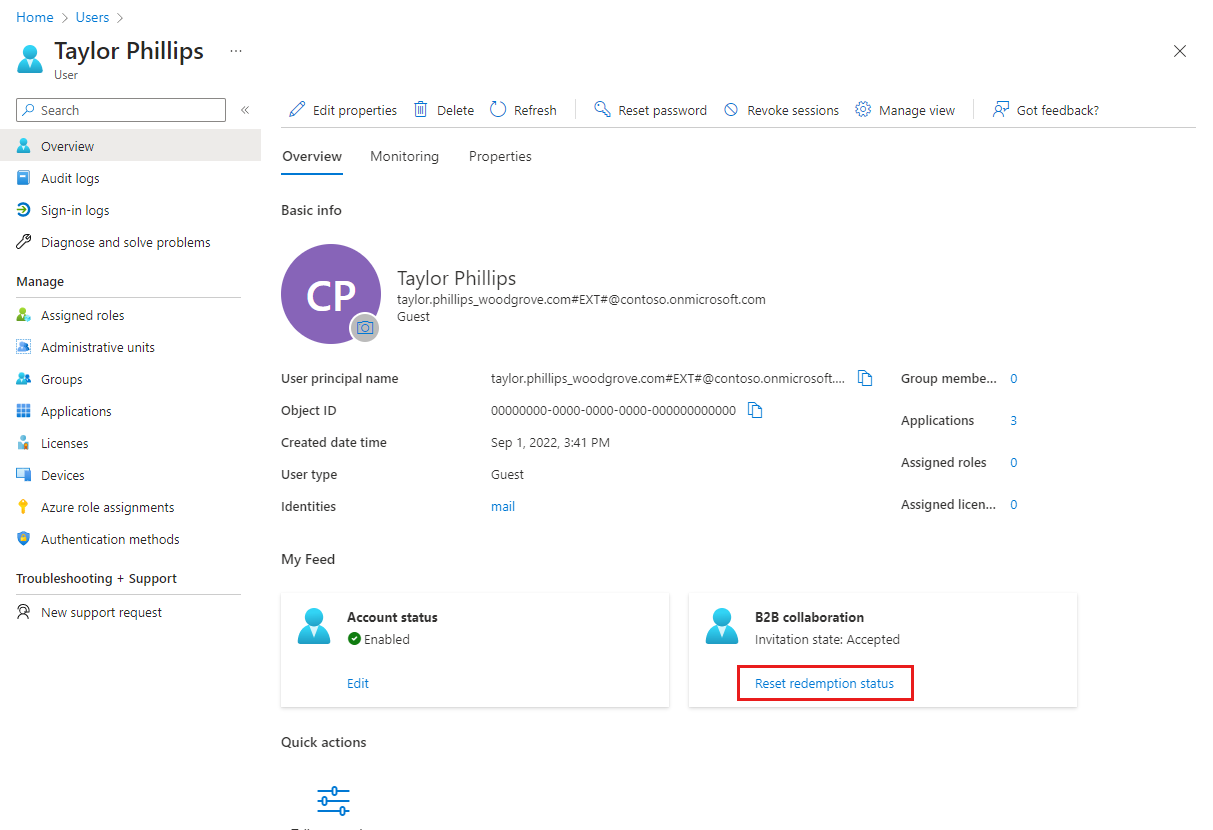 Home > Users >
Taylor Phillips ...
User
Search «
Overview
Audit logs
Sign-in logs
Diagnose and solve problems
Manage
Assigned roles
Administrative units
Groups
Applications
Licenses
Devices
Azure role assignments
Authentication methods
Troubleshooting + Support
New support request
Edit properties Delete Refresh Reset password Revoke sessions Manage view Got feedback?
Overview Monitoring Properties
Basic info
CP
Taylor Phillips
taylor.phillips_woodgrove.com#EXT#@contoso.onmicrosoft.com
Guest
User principal name taylor.phillips_woodgrove.com#EXT#@contoso.onmicrosoft....
Object ID 00000000-0000-0000-0000-000000000000
Created date time Sep 1, 2022, 3:41 PM
User type Guest
Identities mail
Group membe... 0
Applications 3
Assigned roles 0
Assigned licen... 0
My Feed
Account status
Enabled
Edit
B2B collaboration
Invitation state: Accepted
Reset redemption status
Quick actions